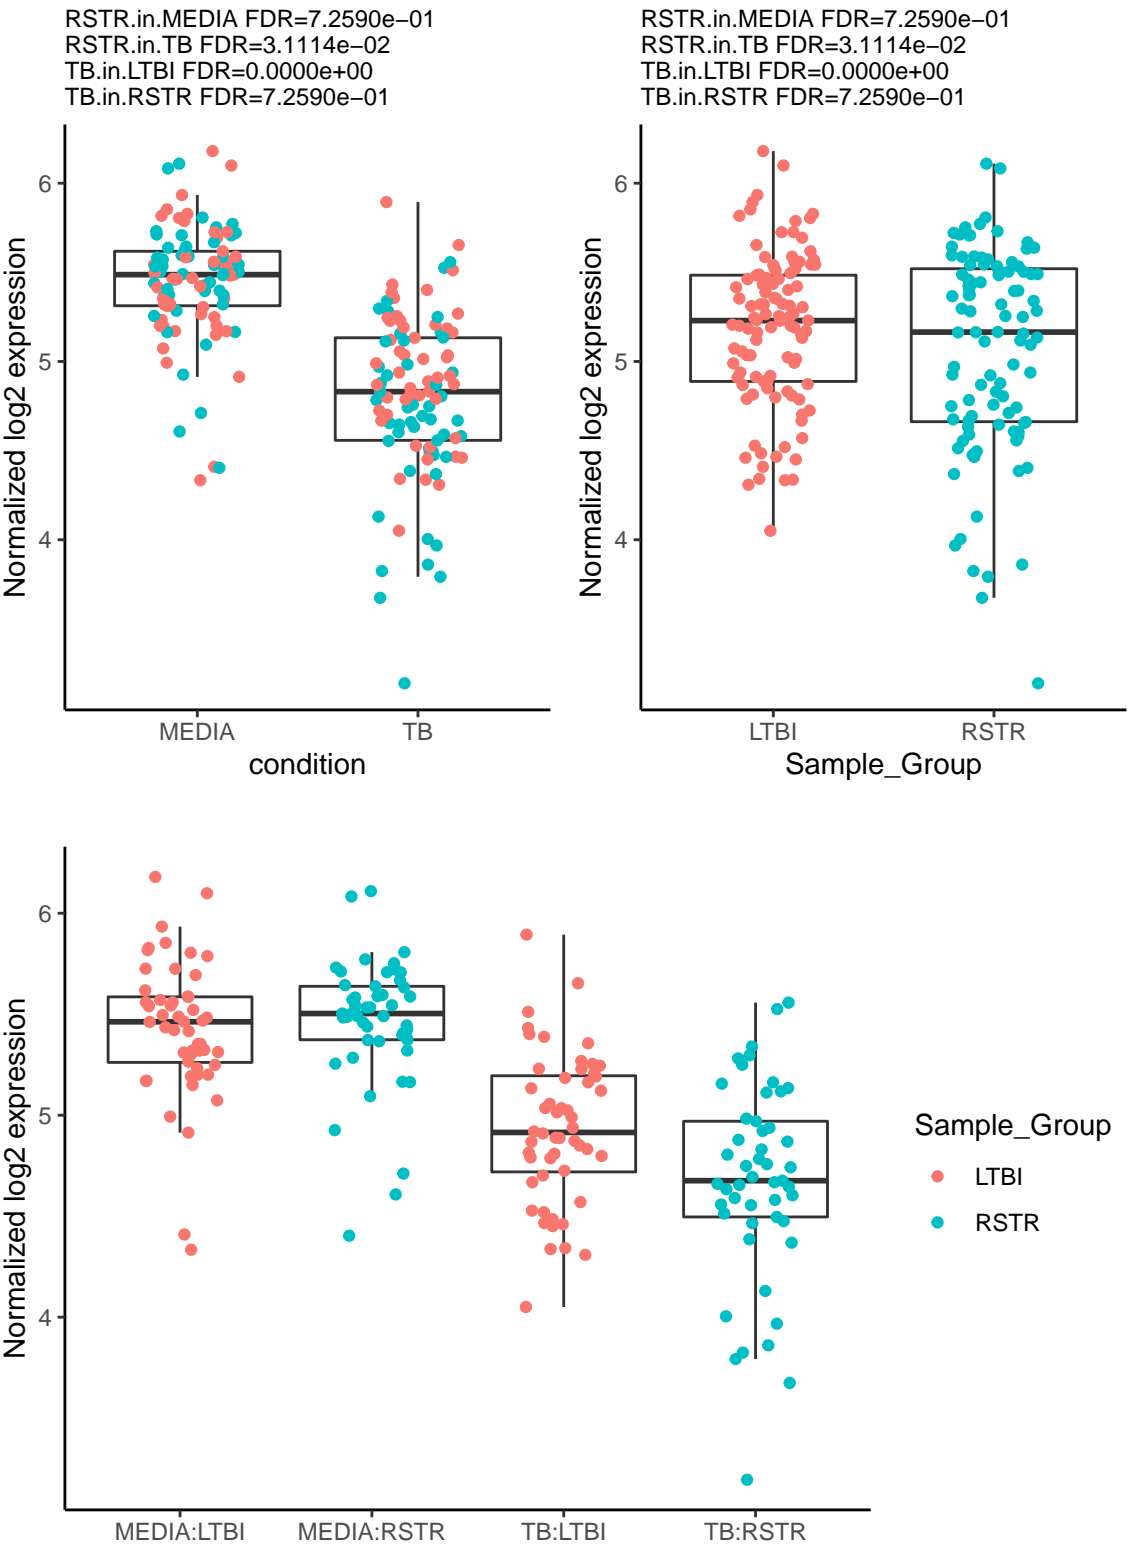 RSTR.in.MEDIA FDR=7.2590e−01
RSTR.in.TB FDR=3.1114e−02
TB.in.LTBI FDR=0.0000e+00
TB.in.RSTR FDR=7.2590e−01
Normalized log2 expression
6
5
4
MEDIA
TB
condition
RSTR.in.MEDIA FDR=7.2590e−01
RSTR.in.TB FDR=3.1114e−02
TB.in.LTBI FDR=0.0000e+00
TB.in.RSTR FDR=7.2590e−01
Normalized log2 expression
6
5
4
LTBI
RSTR
Sample_Group
Normalized log2 expression
6
5
4
MEDIA:LTBI
MEDIA:RSTR
TB:LTBI
TB:RSTR
Sample_Group
LTBI
RSTR